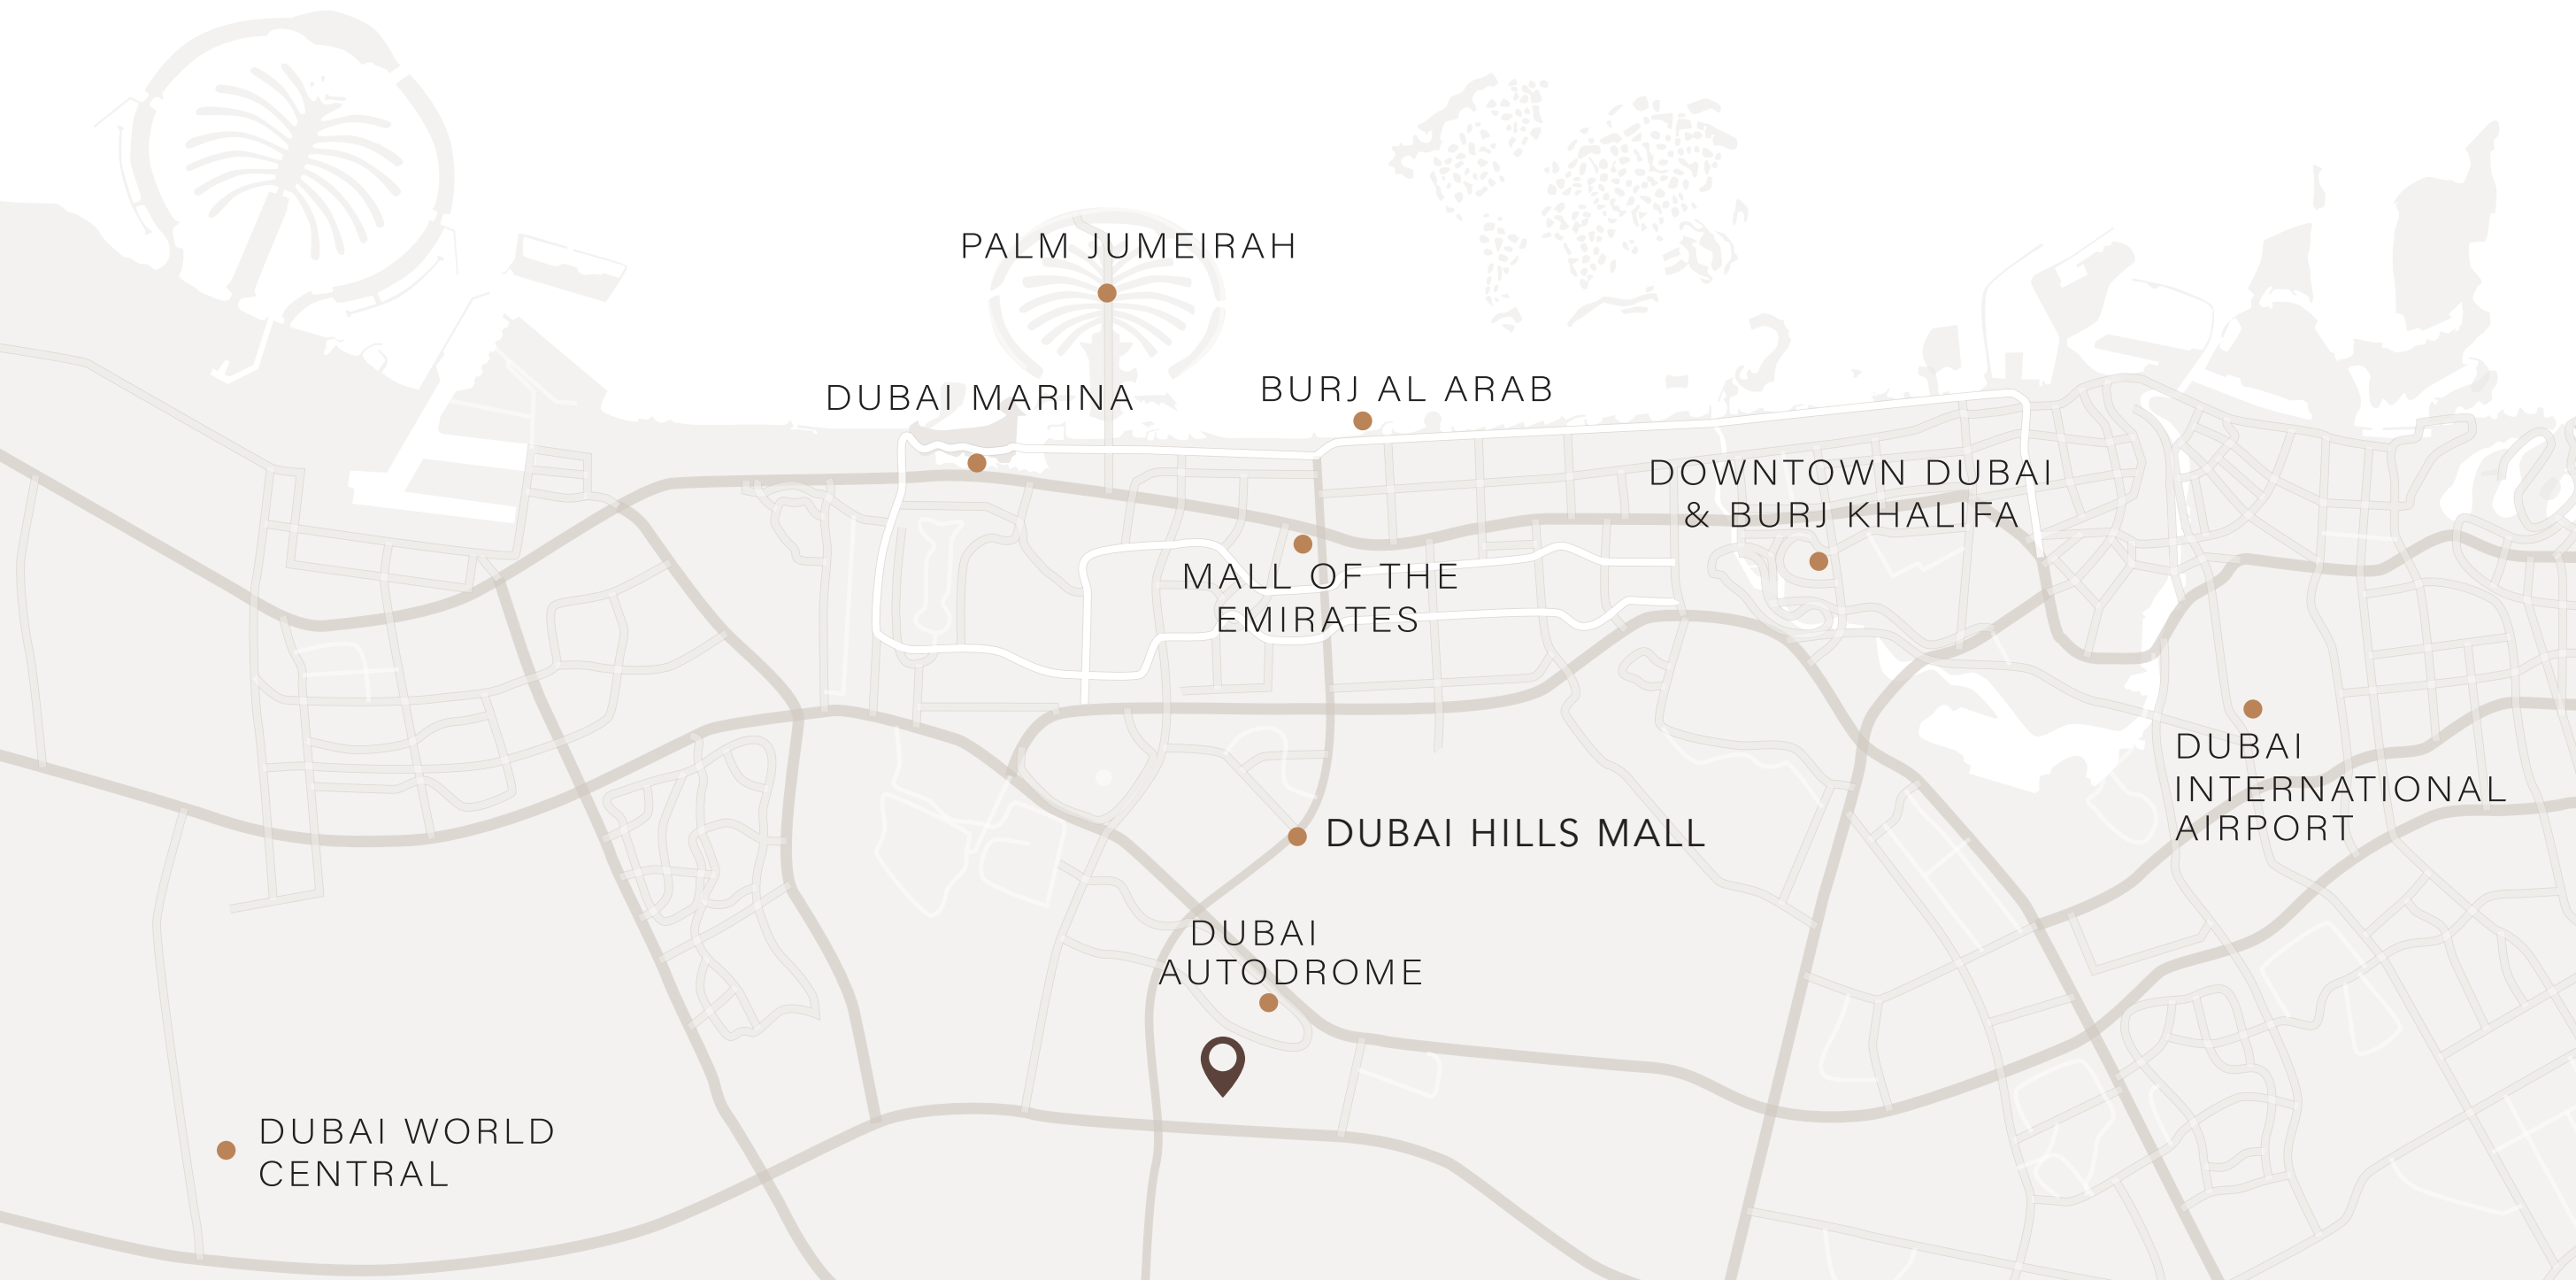 PALM JUMEIRAH
DUBAI MARINA
BURJ AL ARAB
DOWNTOWN DUBAI
& BURJ KHALIFA
MALL OF THE
EMIRATES
DUBAI
INTERNATIONAL
AIRPORT
DUBAI HILLS MALL
DUBAI
AUTODROME
DUBAI WORLD
CENTRAL